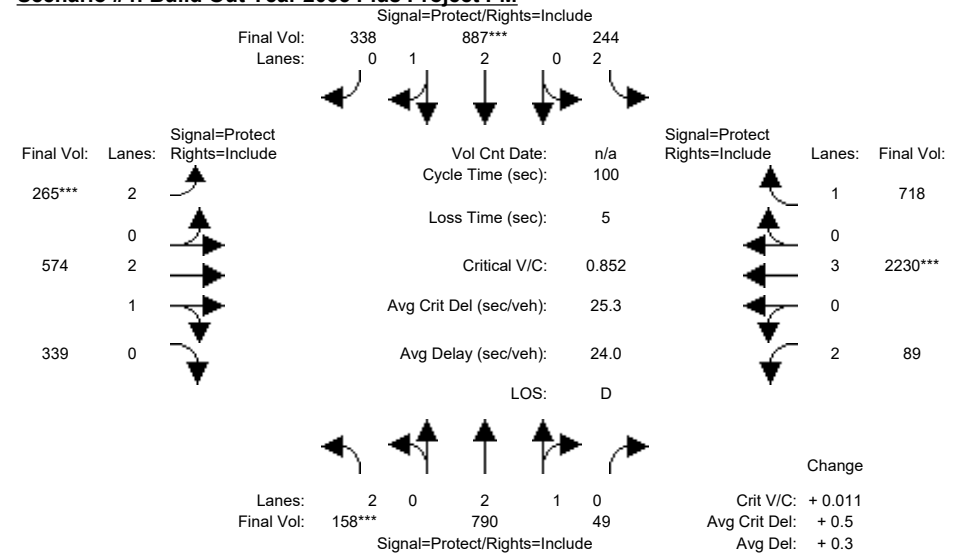 Scenario #4: Build Out Year 2030 Plus Project PM
Signal=Protect/Rights=Include
Final Vol: 338 887*** 244
Lanes: 0 1 2 0 2
Signal=Protect Signal=Protect
Final Vol: Lanes: Rights=Include Vol Cnt Date: n/a Rights=Include Lanes: Final Vol:
Cycle Time (sec): 100
265*** 2 1 718
Loss Time (sec): 5
0 0
574 2 Critical V/C: 0.852 3 2230***
1 Avg Crit Del (sec/veh): 25.3 0
339 0 Avg Delay (sec/veh): 24.0 2 89
LOS: D
Change
Lanes: 2 0 2 1 0 Crit V/C: + 0.011
Final Vol: 158*** 790 49 Avg Crit Del: + 0.5
Signal=Protect/Rights=Include Avg Del: + 0.3